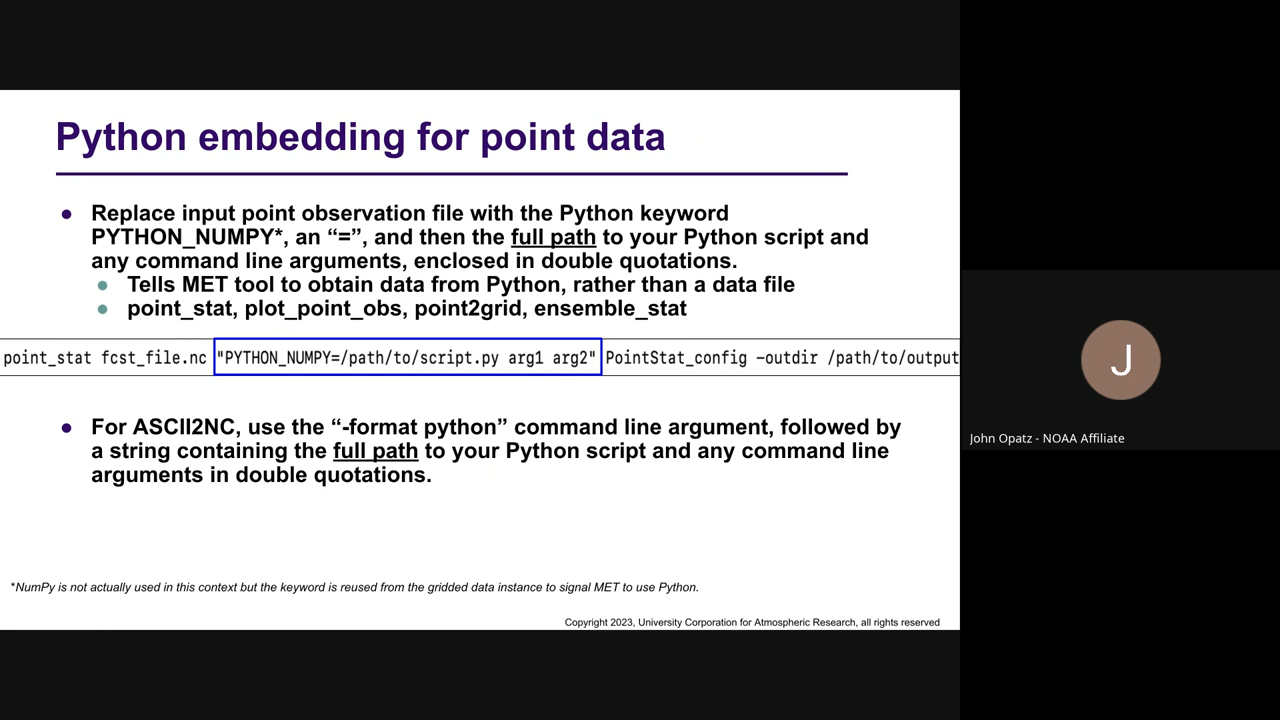 Python embedding for point data
● Replace input point observation file with the Python keyword
PYTHON_NUMPY*, an “=”, and then the full path to your Python script and
any command line arguments, enclosed in double quotations.
● Tells MET tool to obtain data from Python, rather than a data file
● point_stat, plot_point_obs, point2grid, ensemble_stat
point_stat fcst_file.nc "PYTHON_NUMPY=/path/to/script.py arg1 arg2" PointStat_config -outdir /path/to/output
● For ASCII2NC, use the “-format python” command line argument, followed by
a string containing the full path to your Python script and any command line
arguments in double quotations.
*NumPy is not actually used in this context but the keyword is reused from the gridded data instance to signal MET to use Python.
Copyright 2023, University Corporation for Atmospheric Research, all rights reserved
J
John Opatz - NOAA Affiliate